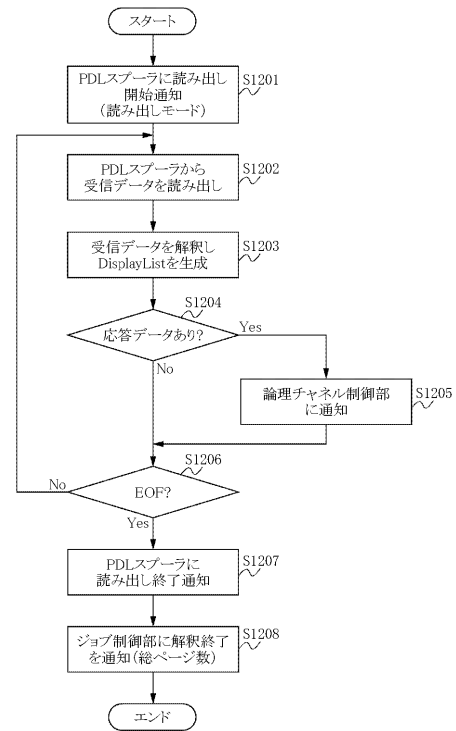 スタート
PDLスプーラに読み出し
開始通知
(読み出しモード)
S1201
PDLスプーラから
受信データを読み出し
S1202
受信データを解釈し
DisplayListを生成
S1203
S1204
応答データあり?
Yes
No
論理チャネル制御部
に通知
S1205
S1206
EOF?
No
Yes
PDLスプーラに
読み出し終了通知
S1207
ジョブ制御部に解釈終了
を通知(総ページ数)
S1208
エンド